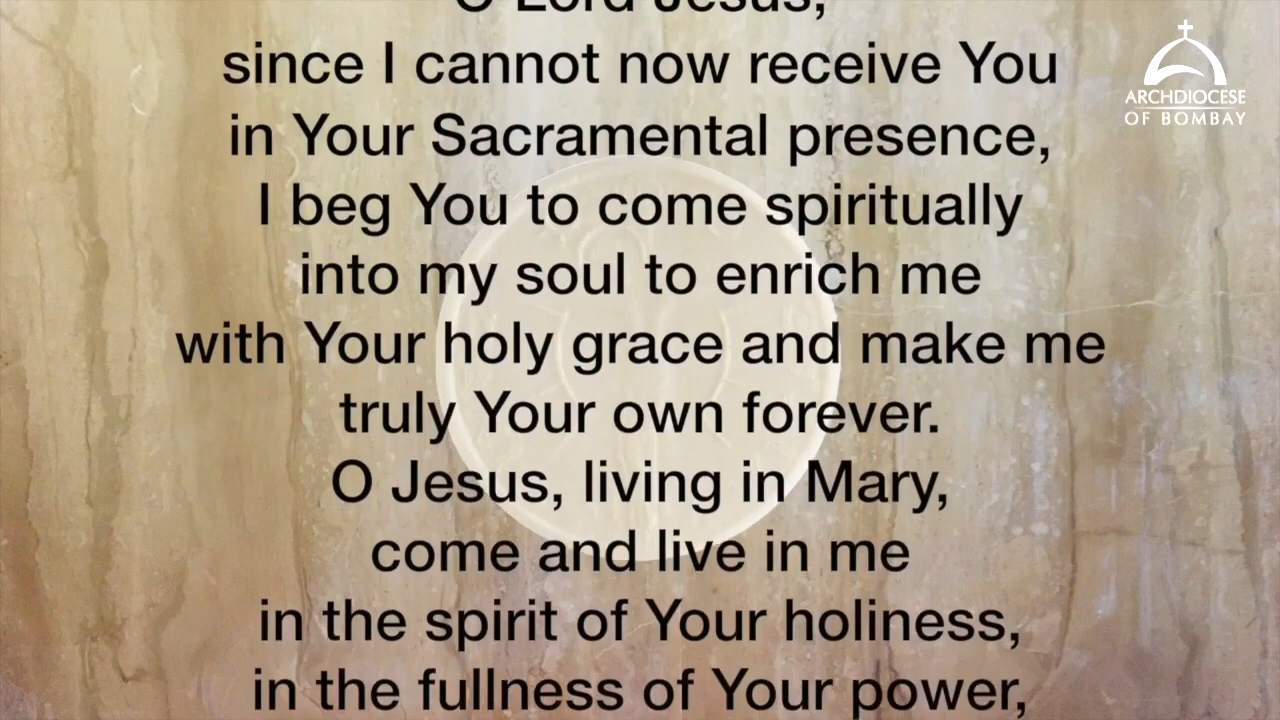 O Lord Jesus,
since I cannot now receive You
in Your Sacramental presence,
I beg You to come spiritually
into my soul to enrich me
with Your holy grace and make me
truly Your own forever.
O Jesus, living in Mary,
come and live in me
in the spirit of Your holiness,
in the fullness of Your power,
ARCHDIOCESE
OF BOMBAY